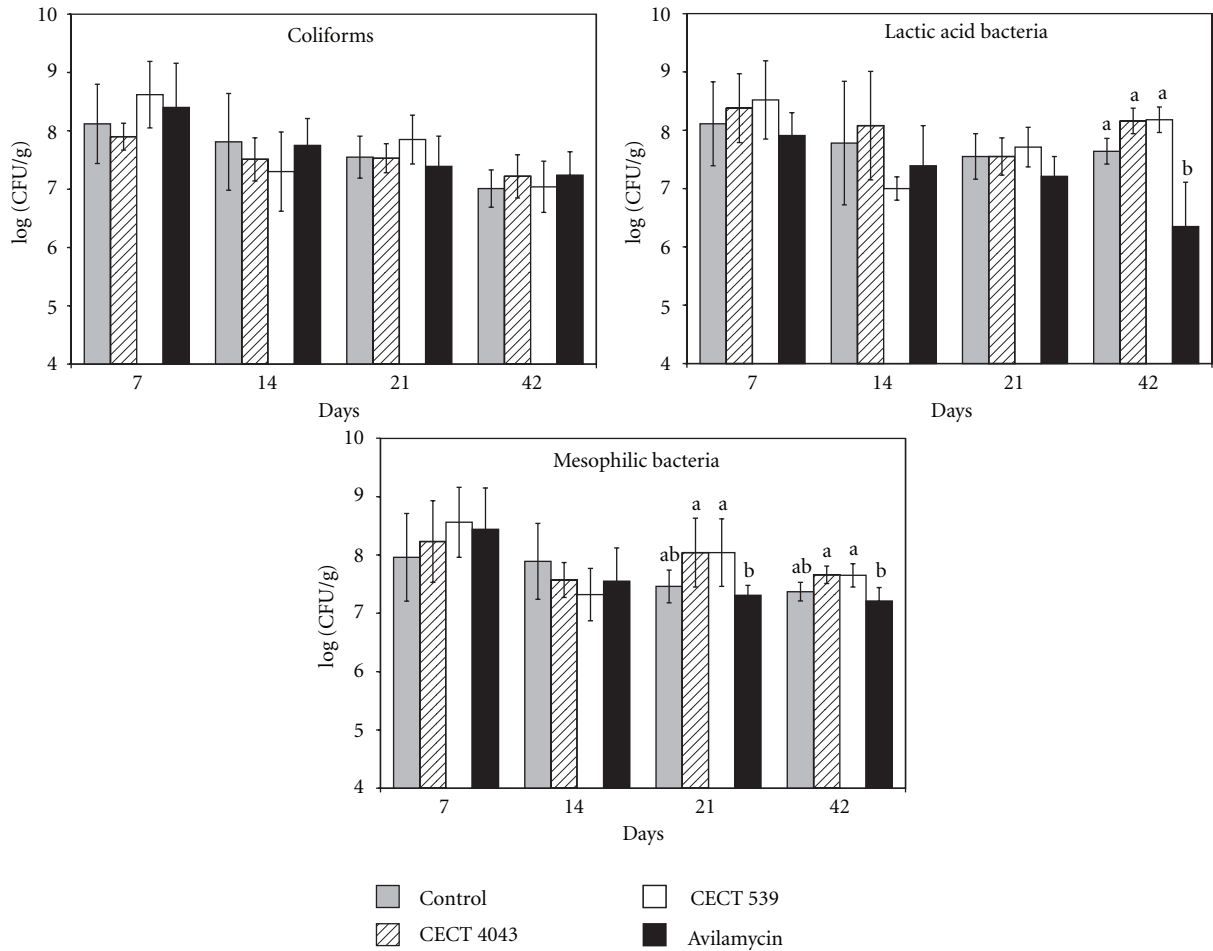 Coliforms
10
9
8
7
6
5
4
log (CFU/g)
7 14 21 42
Days
Lactic acid bacteria
10
9
8
7
6
5
4
log (CFU/g)
a
a
a
b
7 14 21 42
Days
Mesophilic bacteria
10
9
8
7
6
5
4
log (CFU/g)
ab
a
a
b
ab
a
a
b
7 14 21 42
Days
Control
CECT 4043
CECT 539
Avilamycin